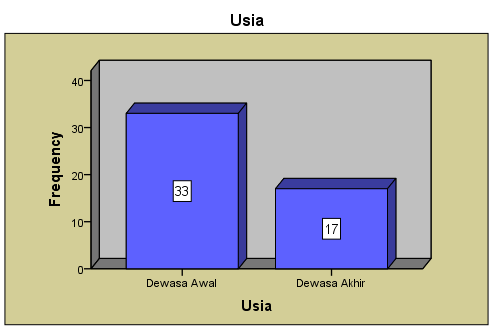 Usia
Frequency
40
30
20
10
0
33
17
Dewasa Awal
Dewasa Akhir
Usia